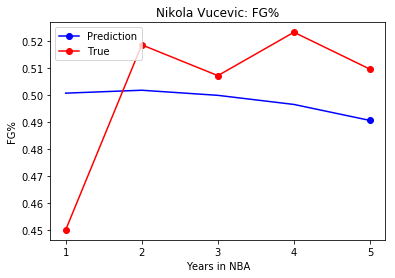 Nikola Vucevic: FG%
Prediction
True
0.52
0.51
0.50
0.49
0.48
0.47
0.46
0.45
FG%
1
2
3
4
5
Years in NBA